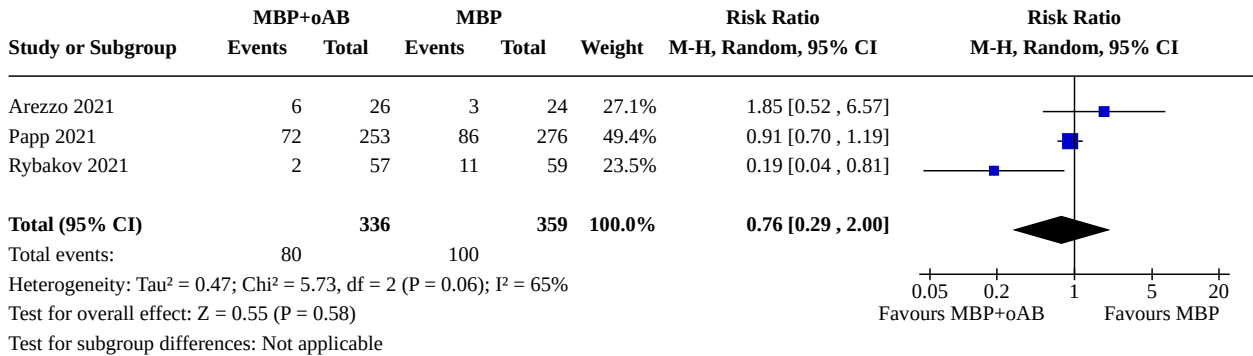 MBP+oAB MBP Risk Ratio Risk Ratio
Study or Subgroup Events Total Events Total Weight M-H, Random, 95% CI M-H, Random, 95% CI
Arezzo 2021 6 26 3 24 27.1% 1.85 [0.52 , 6.57]
Papp 2021 72 253 86 276 49.4% 0.91 [0.70 , 1.19]
Rybakov 2021 2 57 11 59 23.5% 0.19 [0.04 , 0.81]
Total (95% CI) 336 359 100.0% 0.76 [0.29 , 2.00]
Total events: 80 100
Heterogeneity: Tau² = 0.47; Chi² = 5.73, df = 2 (P = 0.06); I² = 65%
0.05 0.2 1 5 20
Test for overall effect: Z = 0.55 (P = 0.58) Favours MBP+oAB Favours MBP
Test for subgroup differences: Not applicable